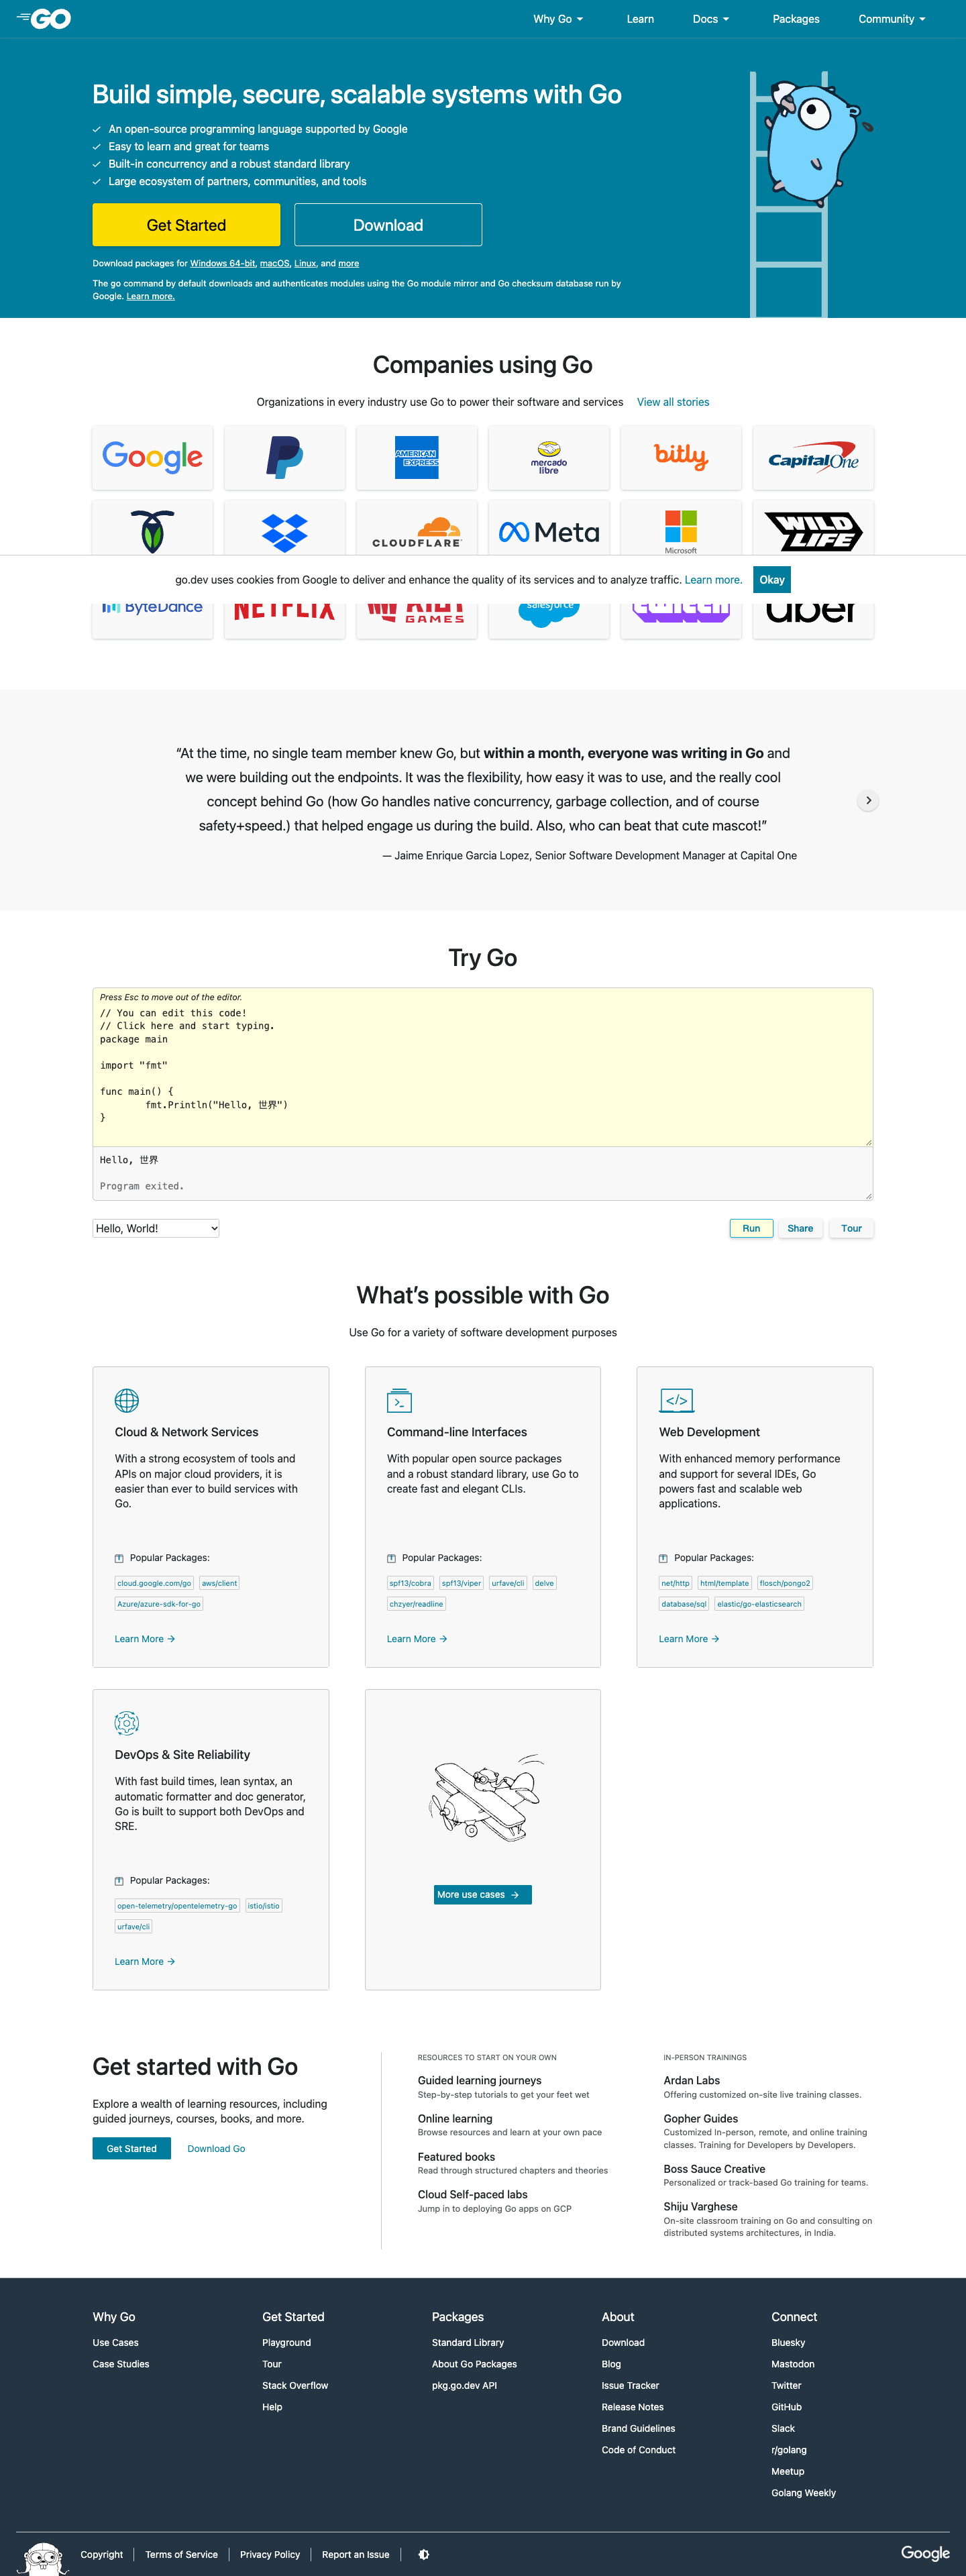 GO
Why Go
Learn
Docs
Packages
Community
Build simple, secure, scalable systems with Go
An open-source programming language supported by Google
Easy to learn and great for teams
Built-in concurrency and a robust standard library
Large ecosystem of partners, communities, and tools
Get Started
Download
Download packages for Windows 64-bit, macOS, Linux, and more
The go command by default downloads and authenticates modules using the Go module mirror and Go checksum database run by
Google. Learn more.
Companies using Go
Organizations in every industry use Go to power their software and services View all stories
Google
AMERICAN
EXPRESS
mercado
libre
bitly
Capital One
CLOUDFLARE
Meta
Microsoft
WILD
LIFE
go.dev uses cookies from Google to deliver and enhance the quality of its services and to analyze traffic. Learn more.
Okay
ByteDance
NETFLIX
RIOT
GAMES
salesforce
twitch
uber
“At the time, no single team member knew Go, but within a month, everyone was writing in Go and
we were building out the endpoints. It was the flexibility, how easy it was to use, and the really cool
concept behind Go (how Go handles native concurrency, garbage collection, and of course
safety+speed.) that helped engage us during the build. Also, who can beat that cute mascot!”
— Jaime Enrique Garcia Lopez, Senior Software Development Manager at Capital One
Try Go
Press Esc to move out of the editor.
// You can edit this code!
// Click here and start typing.
package main
import "fmt"
func main() {
fmt.Println("Hello, 世界")
}
Hello, 世界
Program exited.
Hello, World!
Run
Share
Tour
What’s possible with Go
Use Go for a variety of software development purposes
Cloud & Network Services
With a strong ecosystem of tools and
APIs on major cloud providers, it is
easier than ever to build services with
Go.
Popular Packages:
cloud.google.com/go
aws/client
Azure/azure-sdk-for-go
Learn More
Command-line Interfaces
With popular open source packages
and a robust standard library, use Go to
create fast and elegant CLIs.
Popular Packages:
spf13/cobra
spf13/viper
urfave/cli
delve
chzyer/readline
Learn More
Web Development
With enhanced memory performance
and support for several IDEs, Go
powers fast and scalable web
applications.
Popular Packages:
net/http
html/template
flosch/pongo2
database/sql
elastic/go-elasticsearch
Learn More
DevOps & Site Reliability
With fast build times, lean syntax, an
automatic formatter and doc generator,
Go is built to support both DevOps and
SRE.
Popular Packages:
open-telemetry/opentelemetry-go
istio/istio
urfave/cli
Learn More
More use cases
Get started with Go
Explore a wealth of learning resources, including
guided journeys, courses, books, and more.
Get Started
Download Go
RESOURCES TO START ON YOUR OWN
Guided learning journeys
Step-by-step tutorials to get your feet wet
Online learning
Browse resources and learn at your own pace
Featured books
Read through structured chapters and theories
Cloud Self-paced labs
Jump in to deploying Go apps on GCP
IN-PERSON TRAININGS
Ardan Labs
Offering customized on-site live training classes.
Gopher Guides
Customized In-person, remote, and online training
classes. Training for Developers by Developers.
Boss Sauce Creative
Personalized or track-based Go training for teams.
Shiju Varghese
On-site classroom training on Go and consulting on
distributed systems architectures, in India.
Why Go
Use Cases
Case Studies
Get Started
Playground
Tour
Stack Overflow
Help
Packages
Standard Library
About Go Packages
pkg.go.dev API
About
Download
Blog
Issue Tracker
Release Notes
Brand Guidelines
Code of Conduct
Connect
Bluesky
Mastodon
Twitter
GitHub
Slack
r/golang
Meetup
Golang Weekly
Copyright
Terms of Service
Privacy Policy
Report an Issue
Google